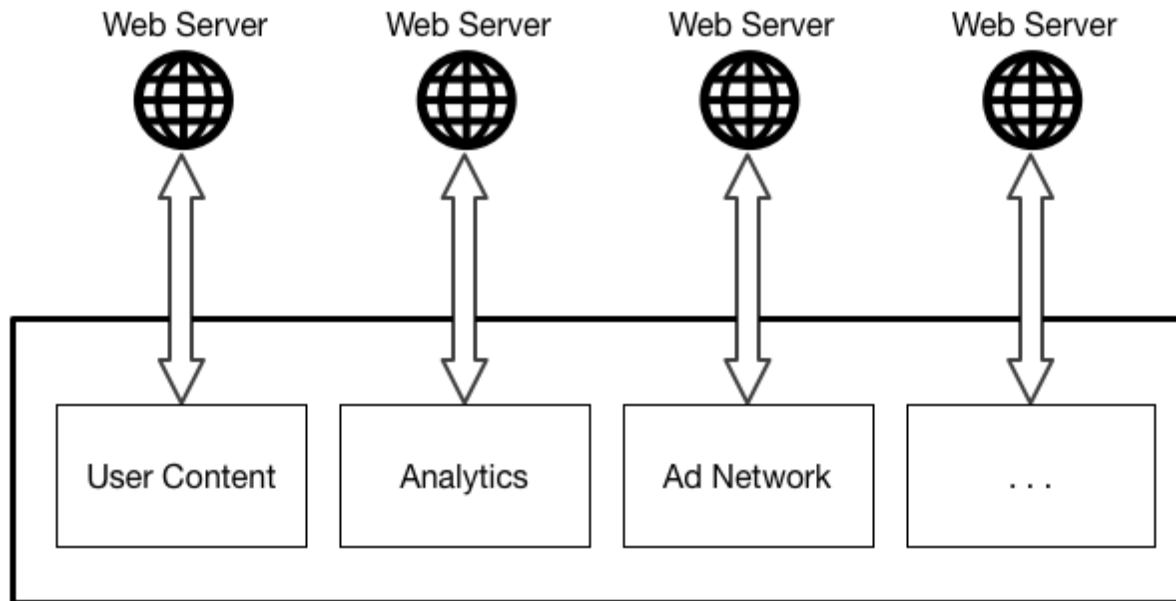 Web Server
Web Server
Web Server
Web Server
User Content
Analytics
Ad Network
. . .